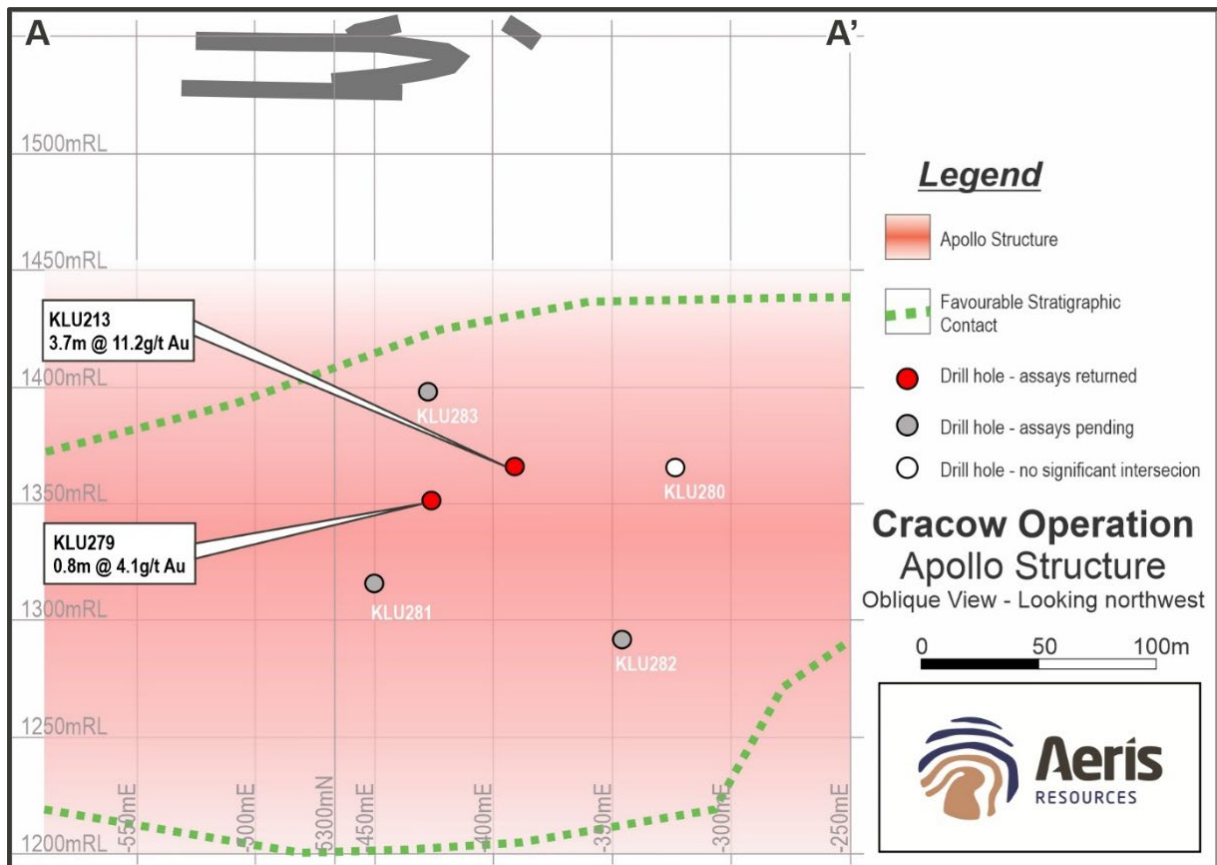 A
A’
1500mRL
1450mRL
KLU213
3.7m @ 11.2g/t Au
1400mRL
KLU283
1350mRL
KLU280
KLU279
0.8m @ 4.1g/t Au
1300mRL
KLU281
KLU282
1250mRL
1200mRL
-550mE
-500mE
6300mN
-450mE
-400mE
-350mE
-300mE
-250mE
Legend
Apollo Structure
Favourable Stratigraphic
Contact
Drill hole - assays returned
Drill hole - assays pending
Drill hole - no significant intersecion
Cracow Operation
Apollo Structure
Oblique View - Looking northwest
0 50 100m
Aeris
RESOURCES